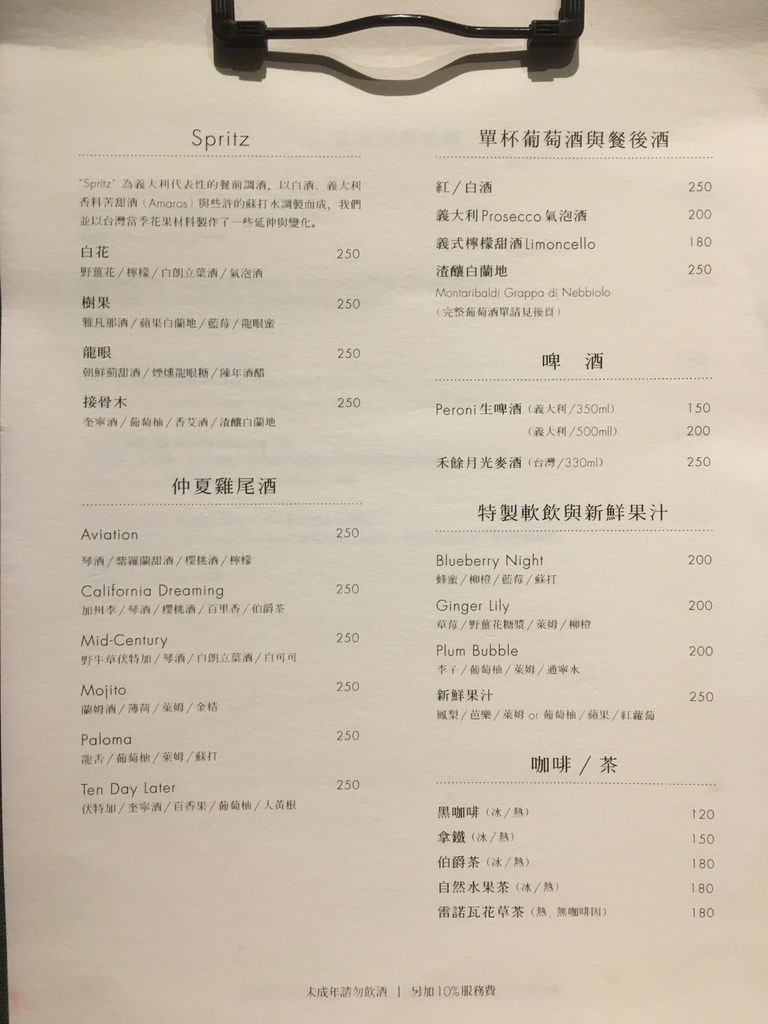 Spritz
"Spritz" 為義大利代表性的餐前調酒，以白酒、義大利
香料苦甜酒（Amaros）與些許的蘇打水調製而成，我們
並以台灣當季花果材料製作了一些延伸與變化。
白花 250
野薑花/檸檬/白朗立葉酒/氣泡酒
樹果 250
雅凡那酒/蘋果白蘭地/藍莓/龍眼蜜
龍眼 250
朝鮮薊甜酒/煙燻龍眼糖/陳年酒醋
接骨木 250
奎寧酒/葡萄柚/香艾酒/渣釀白蘭地
仲夏雞尾酒
Aviation 250
琴酒/紫羅蘭甜酒/櫻桃酒/檸檬
California Dreaming 250
加州李/琴酒/櫻桃酒/百里香/伯爵茶
Mid-Century 250
野牛草伏特加/琴酒/白朗立葉酒/白可可
Mojito 250
蘭姆酒/薄荷/萊姆/金桔
Paloma 250
龍舌/葡萄柚/萊姆/蘇打
Ten Day Later 250
伏特加/奎寧酒/百香果/葡萄柚/大黃根
單杯葡萄酒與餐後酒
紅/白酒 250
義大利Prosecco氣泡酒 200
義式檸檬甜酒Limoncello 180
渣釀白蘭地 250
Montaribaldi Grappa di Nebbiolo
（完整葡萄酒單請見後頁）
啤 酒
Peroni生啤酒（義大利/350ml） 150
（義大利/500mll） 200
禾餘月光麥酒（台灣/330ml） 250
特製軟飲與新鮮果汁
Blueberry Night 200
蜂蜜/柳橙/藍莓/蘇打
Ginger Lily 200
草莓/野薑花糖漿/萊姆/柳橙
Plum Bubble 200
李子/葡萄柚/萊姆/通寧水
新鮮果汁 250
鳳梨/芭樂/萊姆 or 葡萄柚/蘋果/紅蘿蔔
咖啡 / 茶
黑咖啡（冰/熱） 120
拿鐵（冰/熱） 150
伯爵茶（冰/熱） 180
自然水果茶（冰/熱） 180
雷諾瓦花草茶（熱, 無咖啡因） 180
未成年請勿飲酒 | 另加10%服務費